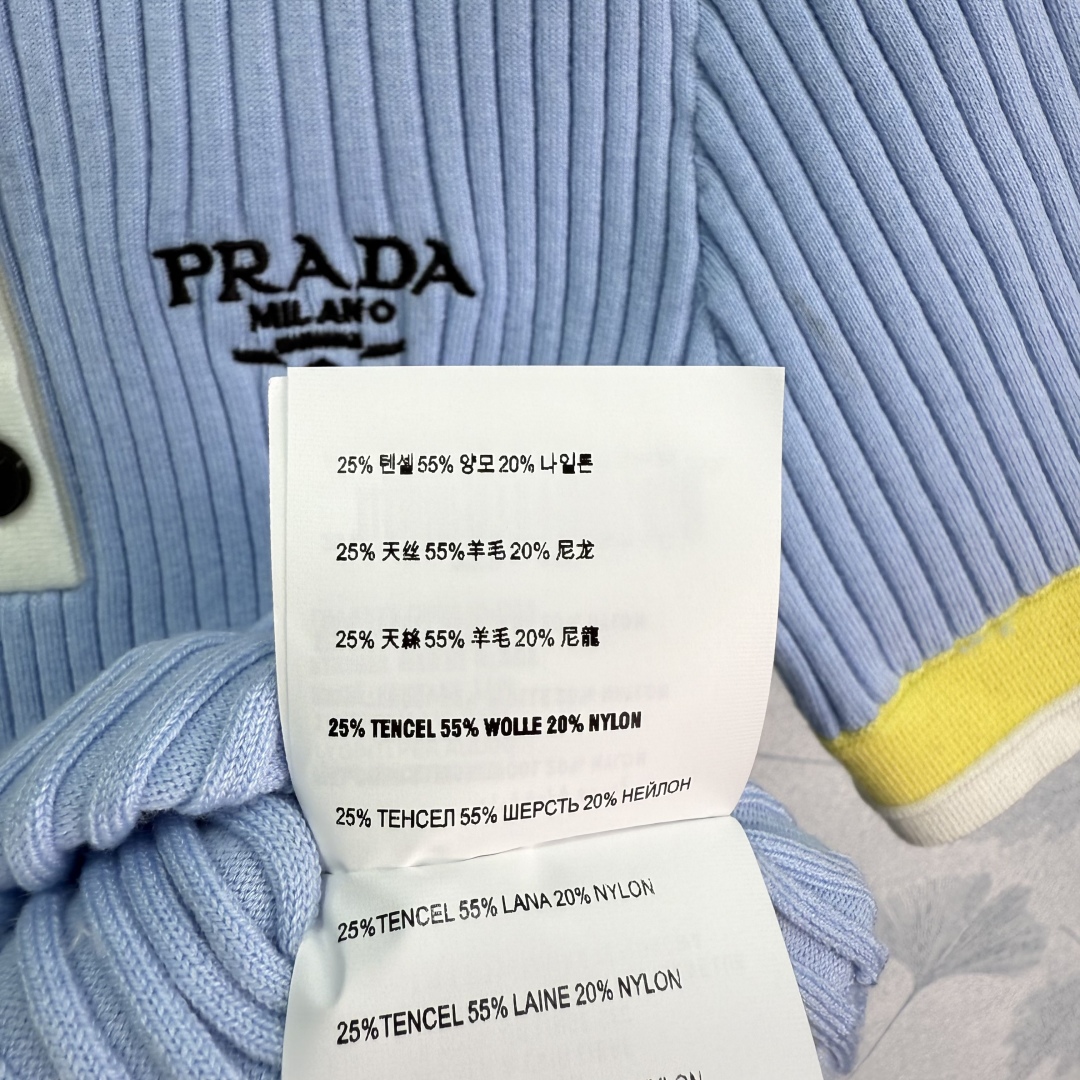 PRADA
MILANO
25% 텐셀 55% 양모 20% 나일론
25% 天丝 55%羊毛 20% 尼龙
25% 天絲 55% 羊毛 20% 尼龍
25% TENCEL 55% WOLLE 20% NYLON
25% ТЕНСЕЛ 55% ШЕРСТЬ 20% НЕЙЛОН
25%TENCEL 55% LANA 20% NYLON
25%TENCEL 55% LAINE 20% NYLON